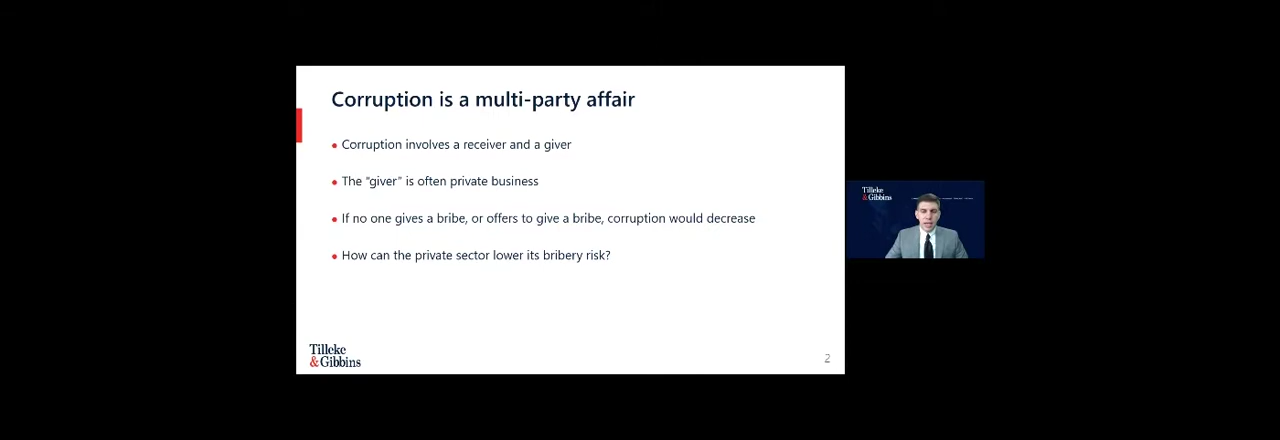 Corruption is a multi-party affair
• Corruption involves a receiver and a giver
• The "giver" is often private business
• If no one gives a bribe, or offers to give a bribe, corruption would decrease
• How can the private sector lower its bribery risk?
Tilleke
& Gibbins
2
Tilleke
& Gibbins